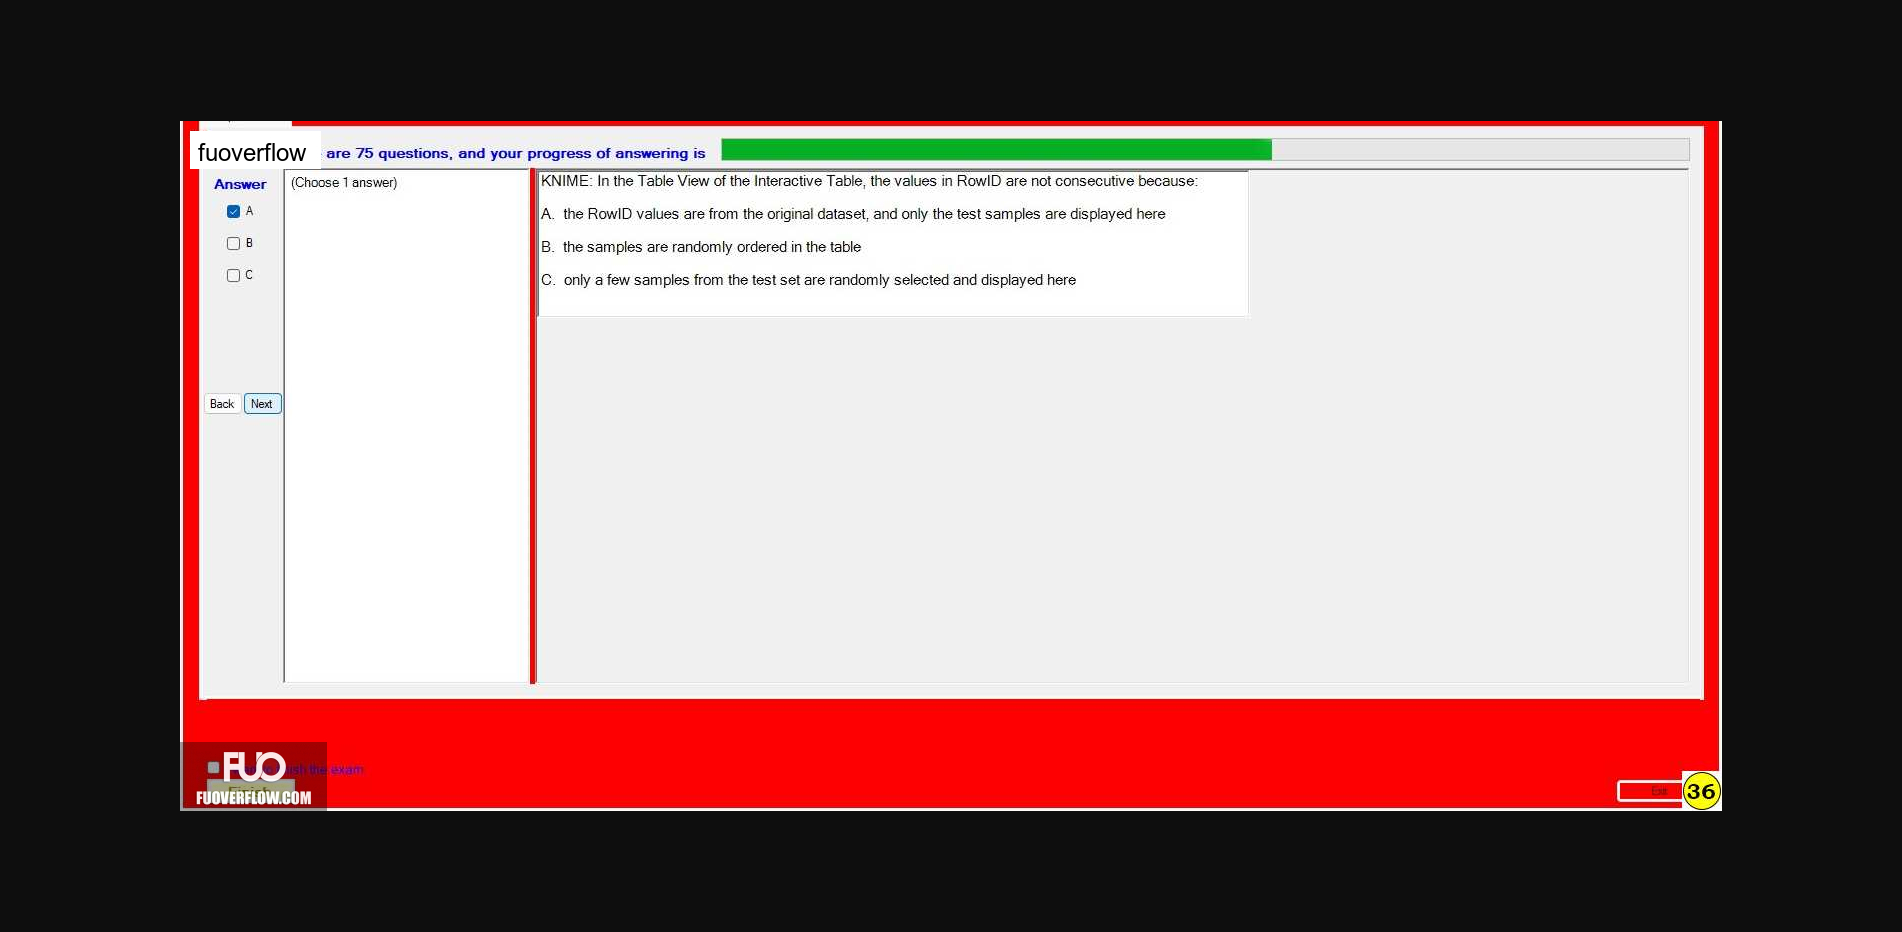 fuoverflow are 75 questions, and your progress of answering is
Answer
(Choose 1 answer)
A
B
C
Back Next
KNIME: In the Table View of the Interactive Table, the values in RowID are not consecutive because:
A. the RowID values are from the original dataset, and only the test samples are displayed here
B. the samples are randomly ordered in the table
C. only a few samples from the test set are randomly selected and displayed here
FUO
the exam
FUOVERFLOW.COM
Exit
36